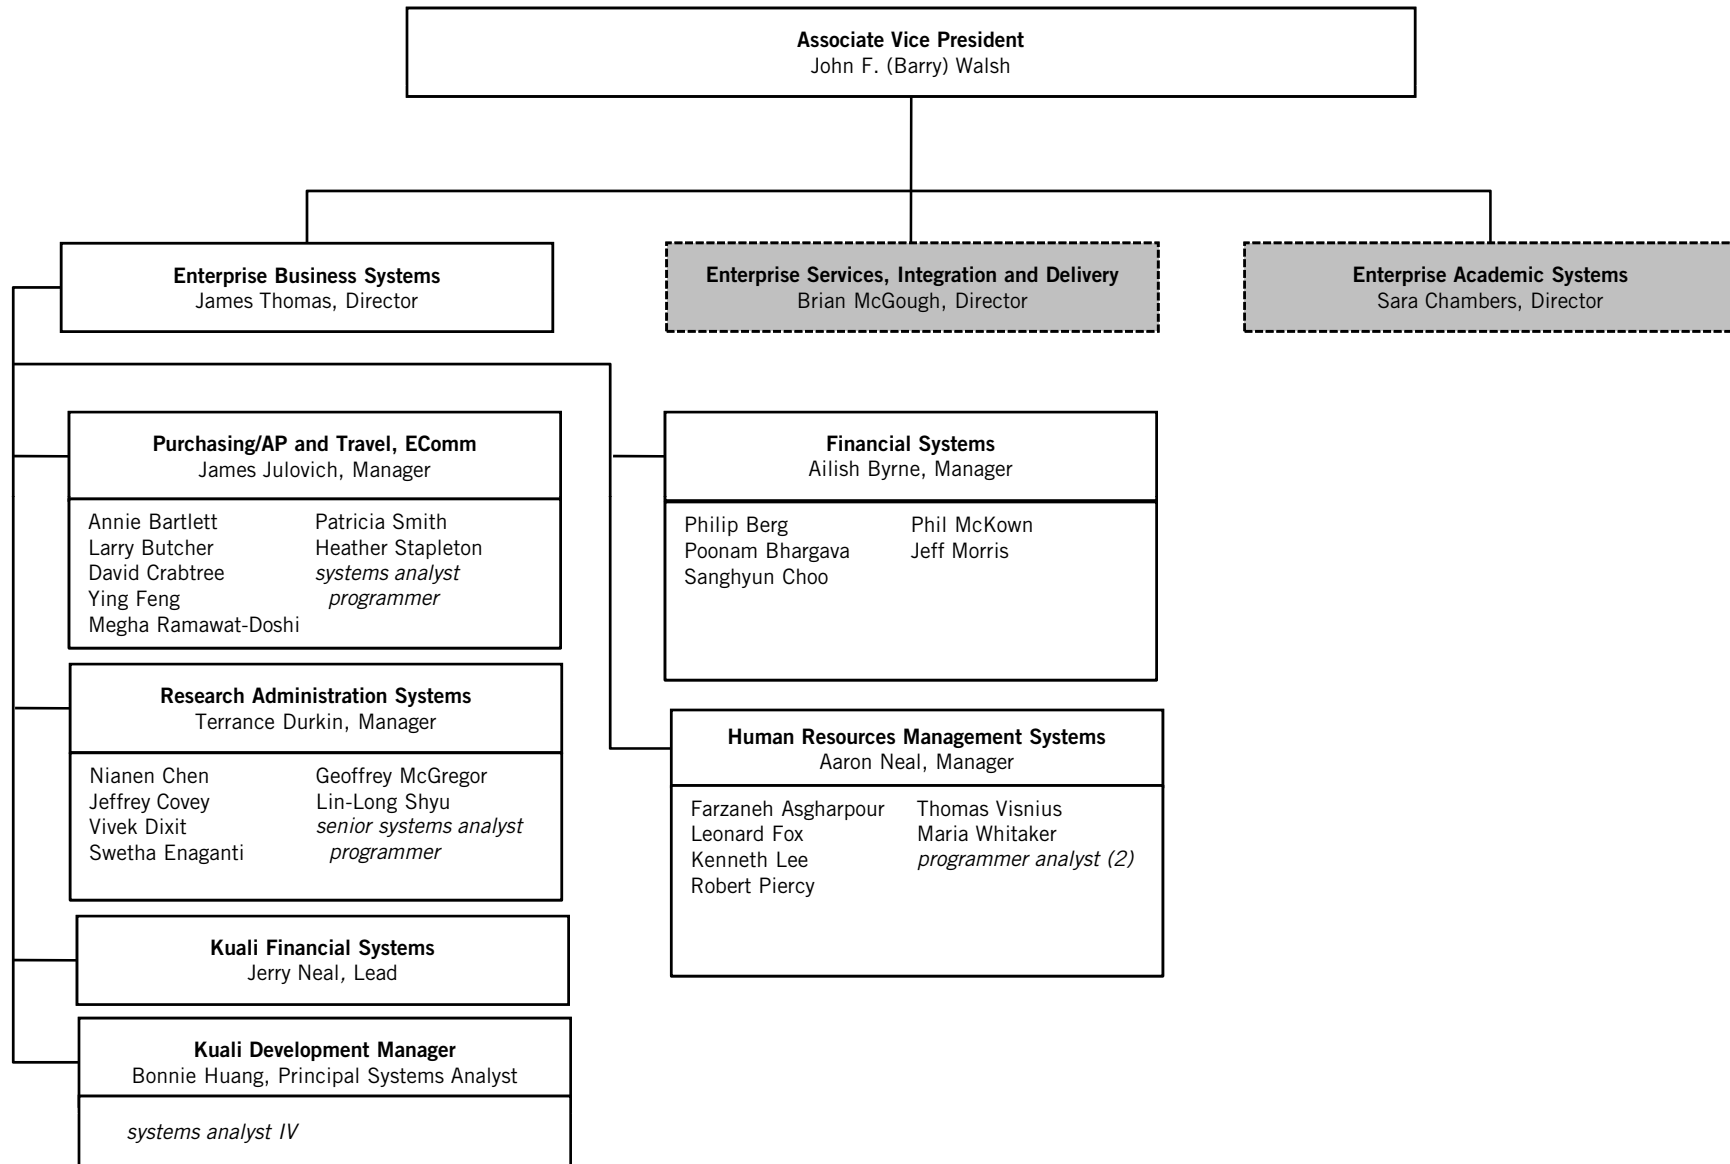 Associate Vice President
John F. (Barry) Walsh
Enterprise Business Systems
James Thomas, Director
Enterprise Services, Integration and Delivery
Brian McGough, Director
Enterprise Academic Systems
Sara Chambers, Director
Purchasing/AP and Travel, EComm
James Julovich, Manager
Annie Bartlett
Larry Butcher
David Crabtree
Ying Feng
Megha Ramawat-Doshi
Patricia Smith
Heather Stapleton
systems analyst
programmer
Financial Systems
Ailish Byrne, Manager
Philip Berg
Poonam Bhargava
Sanghyun Choo
Phil McKown
Jeff Morris
Research Administration Systems
Terrance Durkin, Manager
Nianen Chen
Jeffrey Covey
Vivek Dixit
Swetha Enaganti
Geoffrey McGregor
Lin-Long Shyu
senior systems analyst
programmer
Human Resources Management Systems
Aaron Neal, Manager
Farzaneh Asgharpour
Leonard Fox
Kenneth Lee
Robert Piercy
Thomas Visnius
Maria Whitaker
programmer analyst (2)
Kuali Financial Systems
Jerry Neal, Lead
Kuali Development Manager
Bonnie Huang, Principal Systems Analyst
systems analyst IV